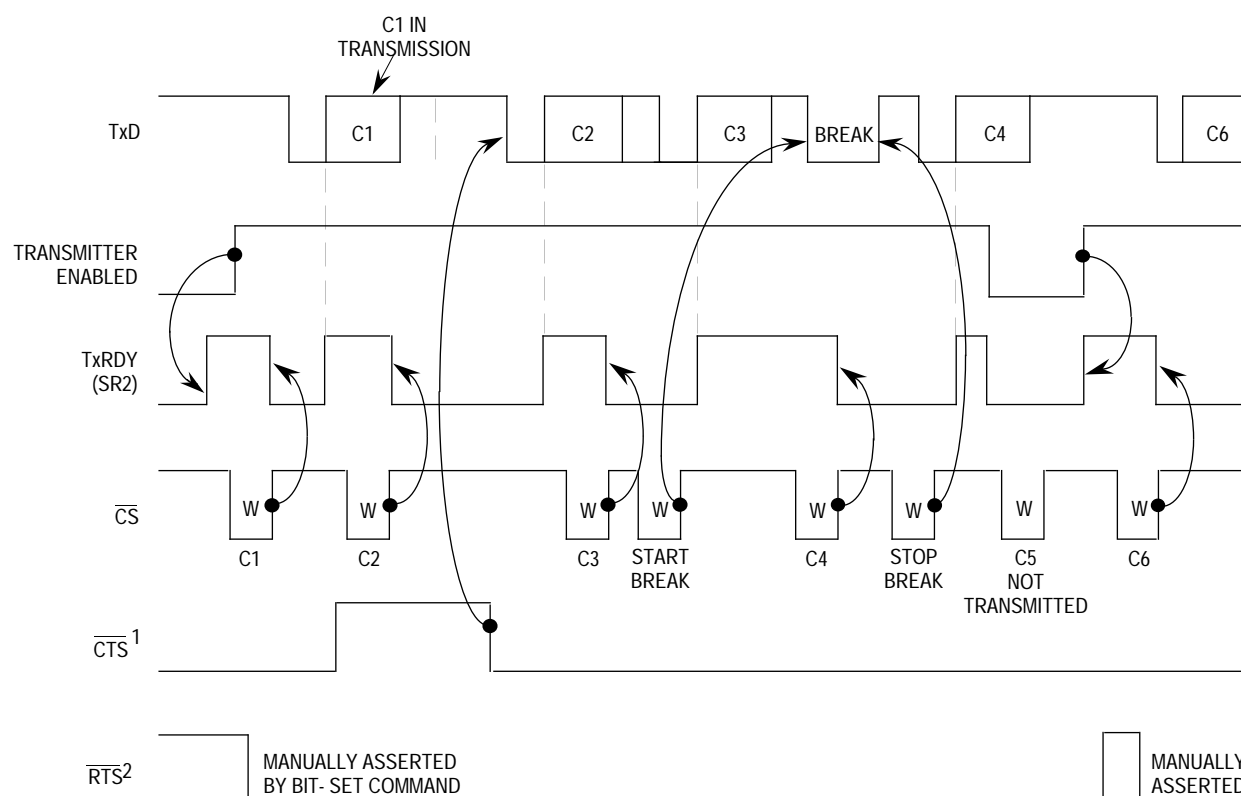 C1 IN
TRANSMISSION
TxD
C1
C2
C3
BREAK
C4
C6
TRANSMITTER
ENABLED
TxRDY
(SR2)
CS
W
W
W
W
W
W
W
W
C1
C2
C3
START
BREAK
C4
STOP
BREAK
C5
NOT
TRANSMITTED
C6
CTS1
RTS2
MANUALLY ASSERTED
BY BIT- SET COMMAND
MANUALLY
ASSERTED